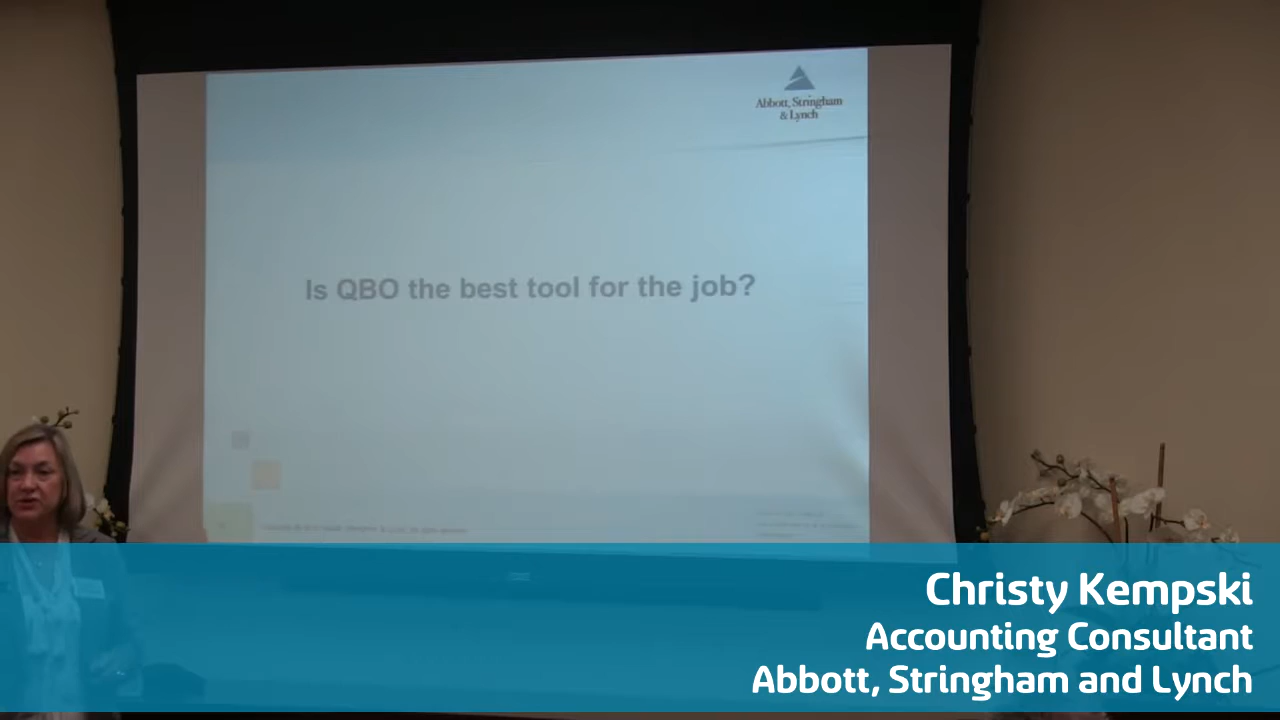 Abbott, Stringham
& Lynch
Is QBO the best tool for the job?
Christy Kempski
Accounting Consultant
Abbott, Stringham and Lynch